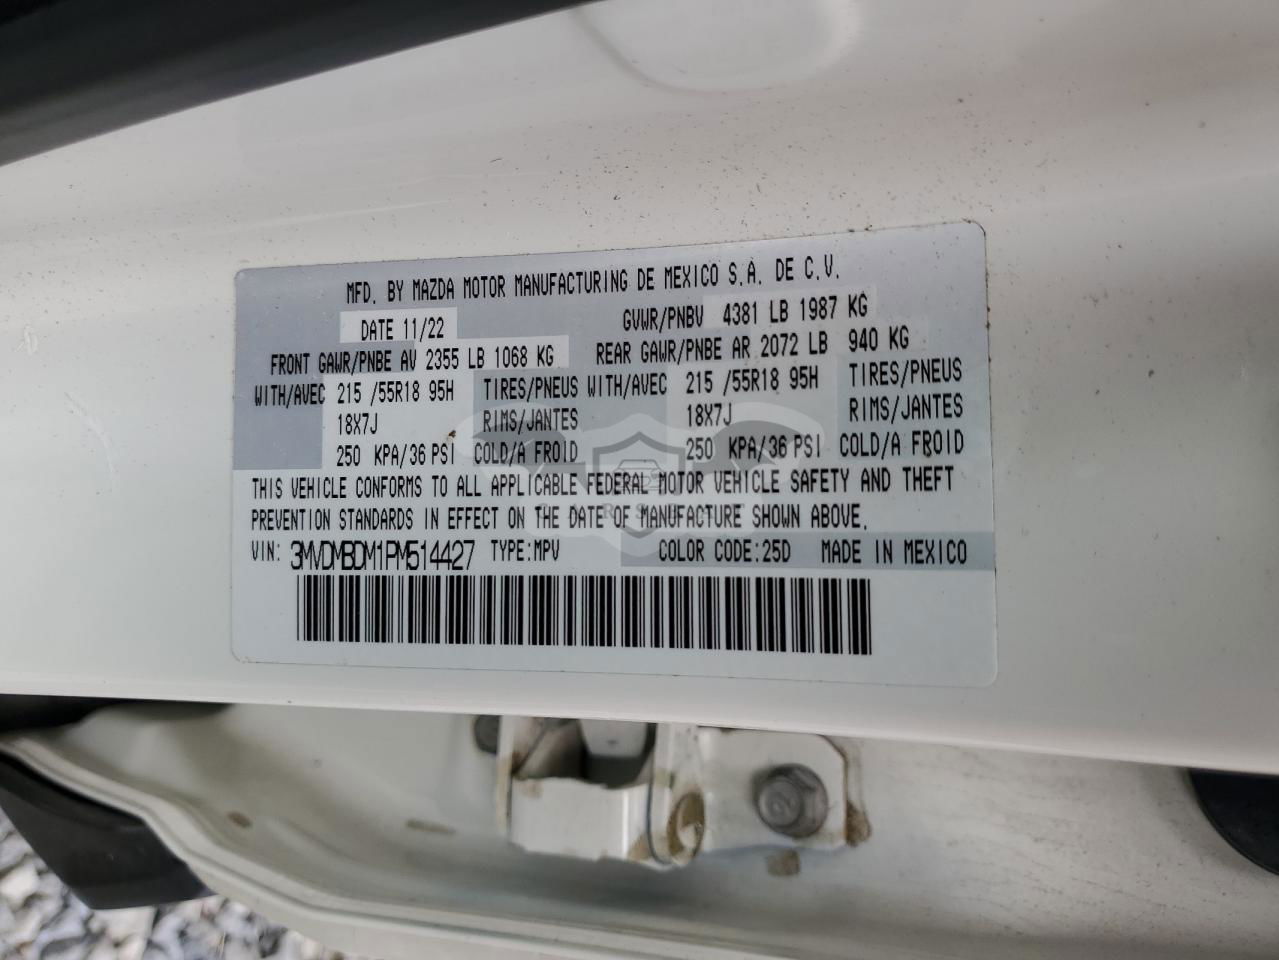 MFD. BY MAZDA MOTOR MANUFACTURING DE MEXICO S.A. DE C.V.
DATE 11/22 GVWR/PNBV 4381 LB 1987 KG
FRONT GAWR/PNBE AV 2355 LB 1068 KG REAR GAWR/PNBE AR 2072 LB 940 KG
WITH/AVEC 215 /55R18 95H TIRES/PNEUS WITH/AVEC 215 /55R18 95H TIRES/PNEUS
18X7J RIMS/JANTES 18X7J RIMS/JANTES
250 KPA/36 PSI COLD/A FROID 250 KPA/36 PSI COLD/A FROID
THIS VEHICLE CONFORMS TO ALL APPLICABLE FEDERAL MOTOR VEHICLE SAFETY AND THEFT
PREVENTION STANDARDS IN EFFECT ON THE DATE OF MANUFACTURE SHOWN ABOVE.
VIN: 3MVDMBDM1PM514427 TYPE:MPV COLOR CODE:25D MADE IN MEXICO